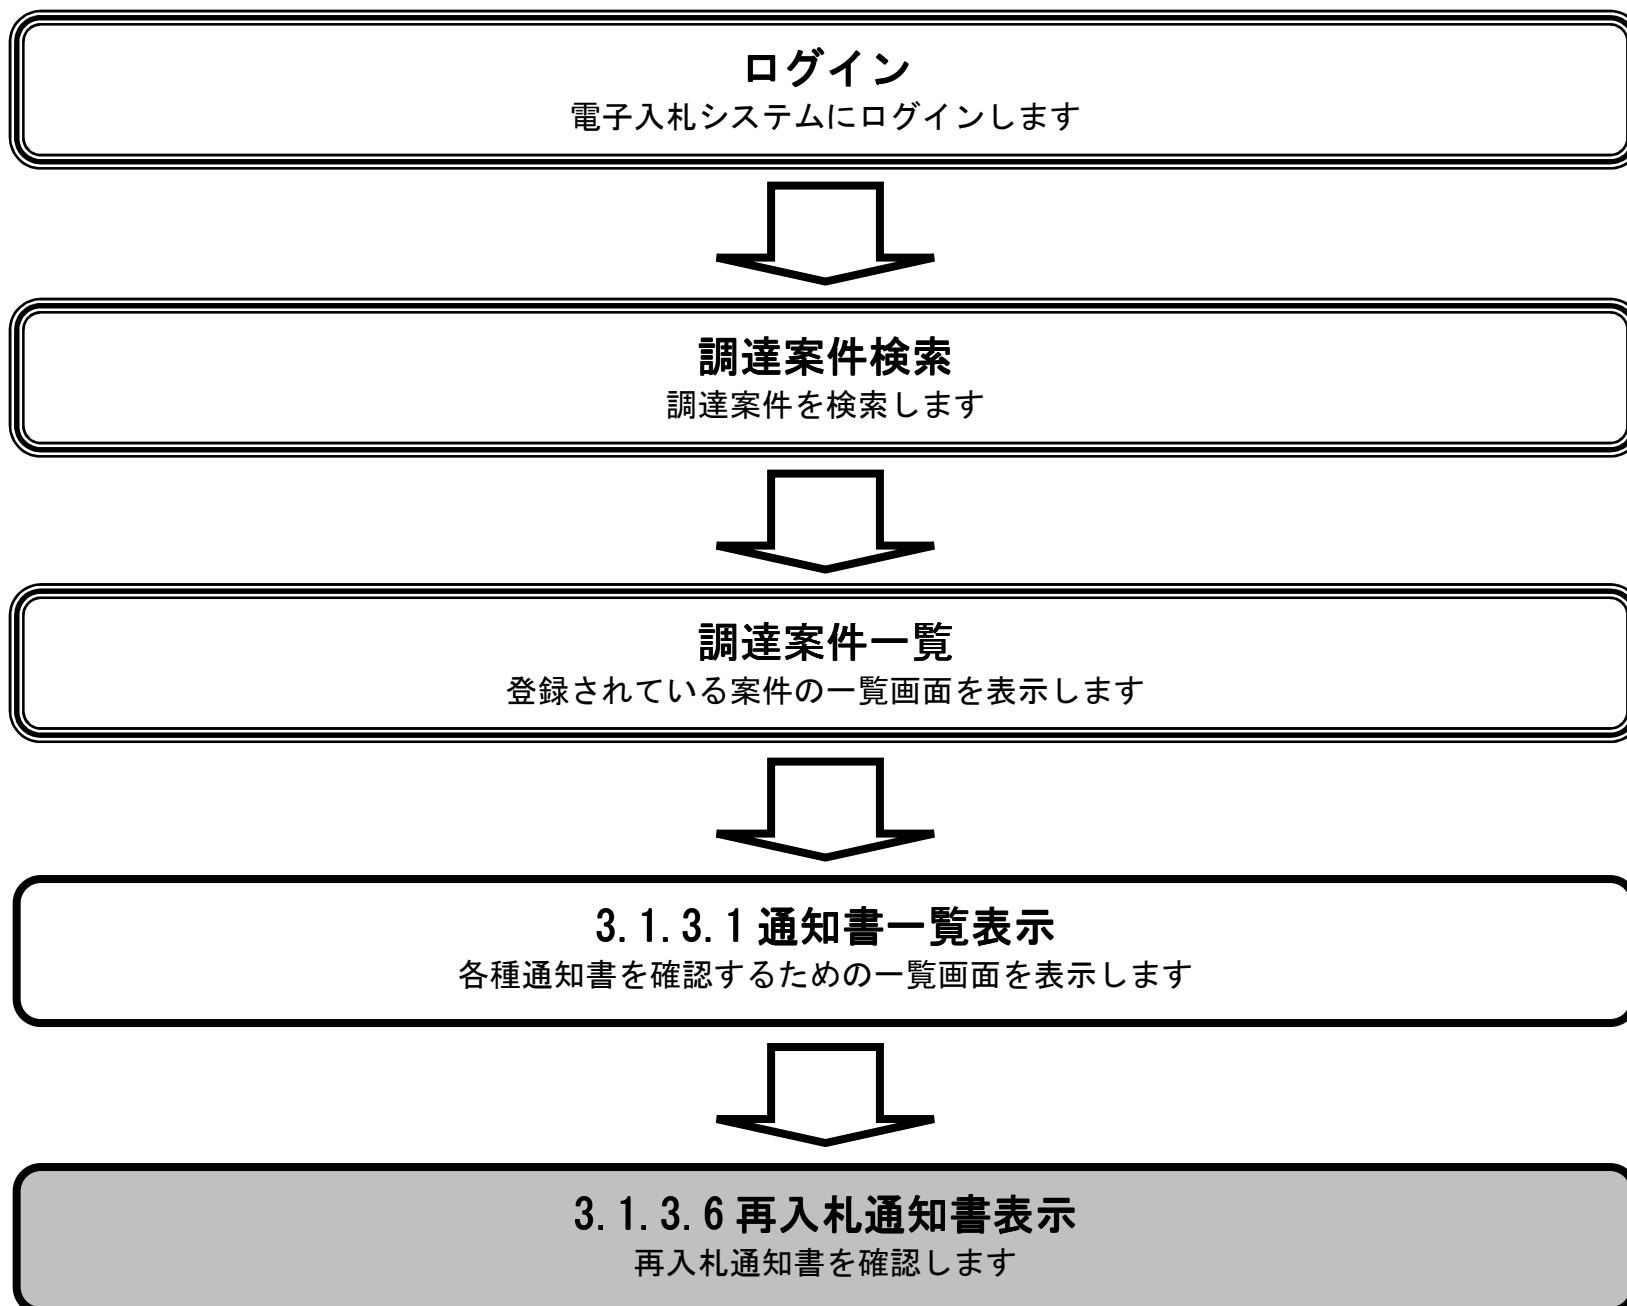 ログイン
電子入札システムにログインします
調達案件検索
調達案件を検索します
調達案件一覧
登録されている案件の一覧画面を表示します
3.1.3.1 通知書一覧表示
各種通知書を確認するための一覧画面を表示します
3.1.3.6 再入札通知書表示
再入札通知書を確認します